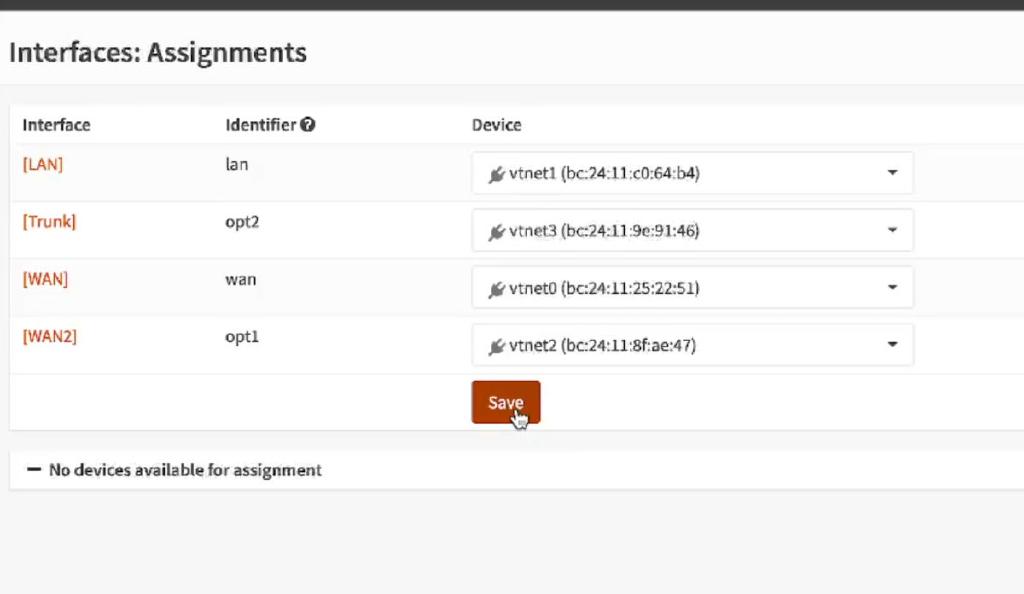 Interfaces: Assignments
Interface Identifier Device
[LAN] lan vtnet1 (bc:24:11:c0:64:b4)
[Trunk] opt2 vtnet3 (bc:24:11:9e:91:46)
[WAN] wan vtnet0 (bc:24:11:25:22:51)
[WAN2] opt1 vtnet2 (bc:24:11:8f:ae:47)
Save
No devices available for assignment